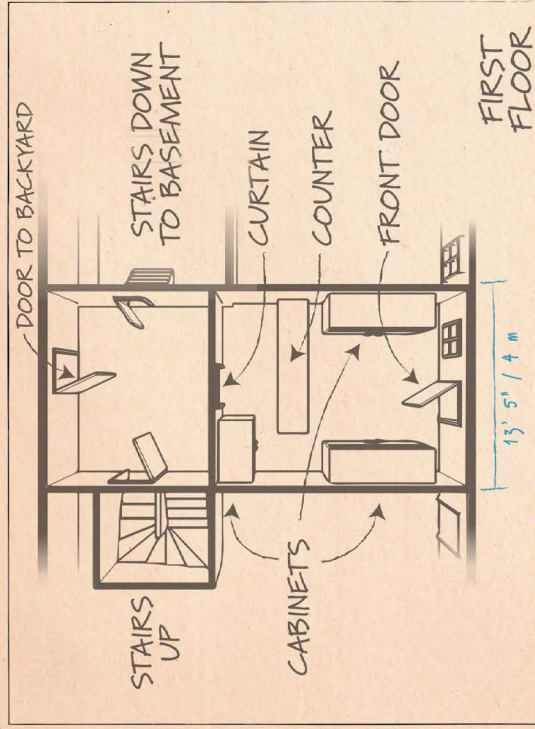 DOOR TO BACKYARD
STAIRS DOWN
TO BASEMENT
CURTAIN
COUNTER
FRONT DOOR
FIRST
FLOOR
STAIRS
UP
CABINETS
13' 5" / 4 m